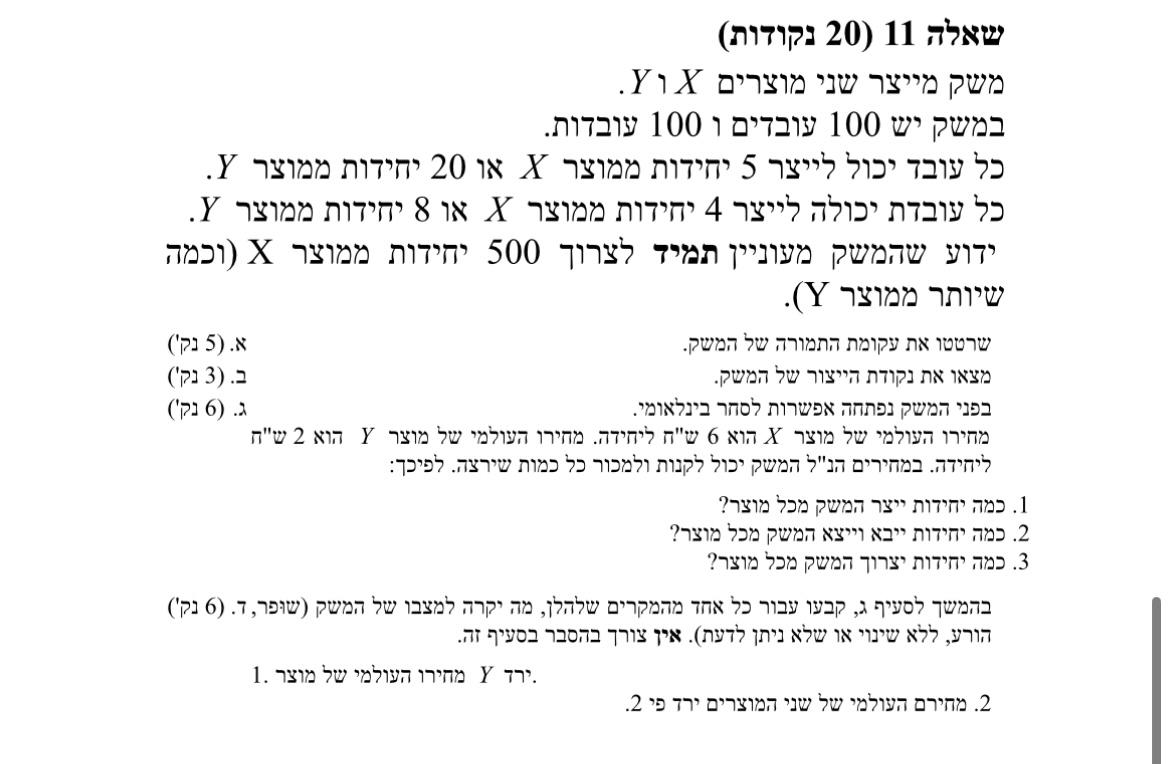 שאלה 11 (20 נקודות)
משק מייצר שני מוצרים X ו Y.
במשק יש 100 עובדים ו 100 עובדות.
כל עובד יכול לייצר 5 יחידות ממוצר X או 20 יחידות ממוצר Y.
כל עובדת יכולה לייצר 4 יחידות ממוצר X או 8 יחידות ממוצר Y.
ידוע שהמשק מעוניין תמיד לצרוך 500 יחידות ממוצר X (וכמה
שיותר ממוצר Y).
שרטטו את עקומת התמורה של המשק. א. (5 נק')
מצאו את נקודת הייצור של המשק. ב. (3 נק')
בפני המשק נפתחה אפשרות לסחר בינלאומי. ג. (6 נק')
מחירו העולמי של מוצר X הוא 6 ש"ח ליחידה. מחירו העולמי של מוצר Y הוא 2 ש"ח
ליחידה. במחירים הנ"ל המשק יכול לקנות ולמכור כל כמות שירצה. לפיכך:
1. כמה יחידות ייצר המשק מכל מוצר?
2. כמה יחידות ייבא וייצא המשק מכל מוצר?
3. כמה יחידות יצרוך המשק מכל מוצר?
בהמשך לסעיף ג, קבעו עבור כל אחד מהמקרים שלהלן, מה יקרה למצבו של המשק (שופר, ד. (6 נק')
הורע, ללא שינוי או שלא ניתן לדעת). אין צורך בהסבר בסעיף זה.
1. מחירו העולמי של מוצר Y ירד.
2. מחירם העולמי של שני המוצרים ירד פי 2.